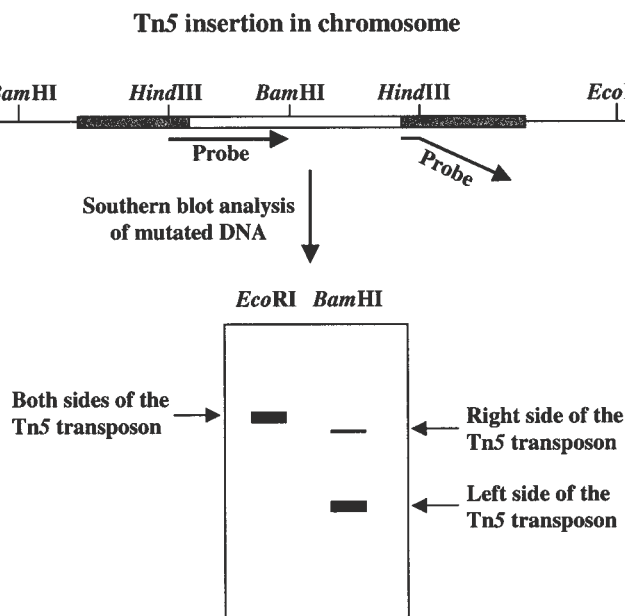 Tn5 insertion in chromosome
amHI HindIII BamHI HindIII Eco
Probe
Probe
Southern blot analysis
of mutated DNA
EcoRI BamHI
Both sides of the
Tn5 transposon
Right side of the
Tn5 transposon
Left side of the
Tn5 transposon